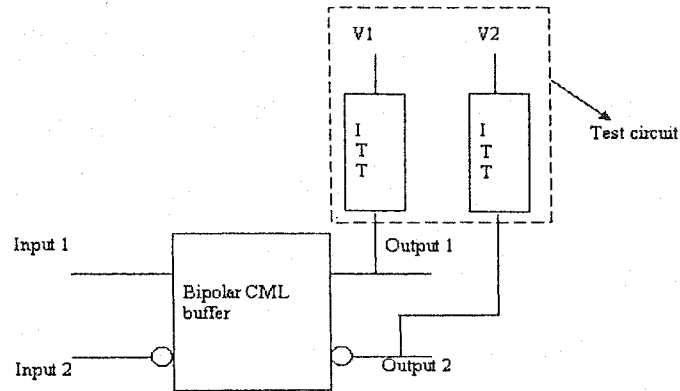 V1
V2
I
T
T
I
T
T
Test circuit
Input 1
Output 1
Bipolar CML
buffer
Input 2
Output 2